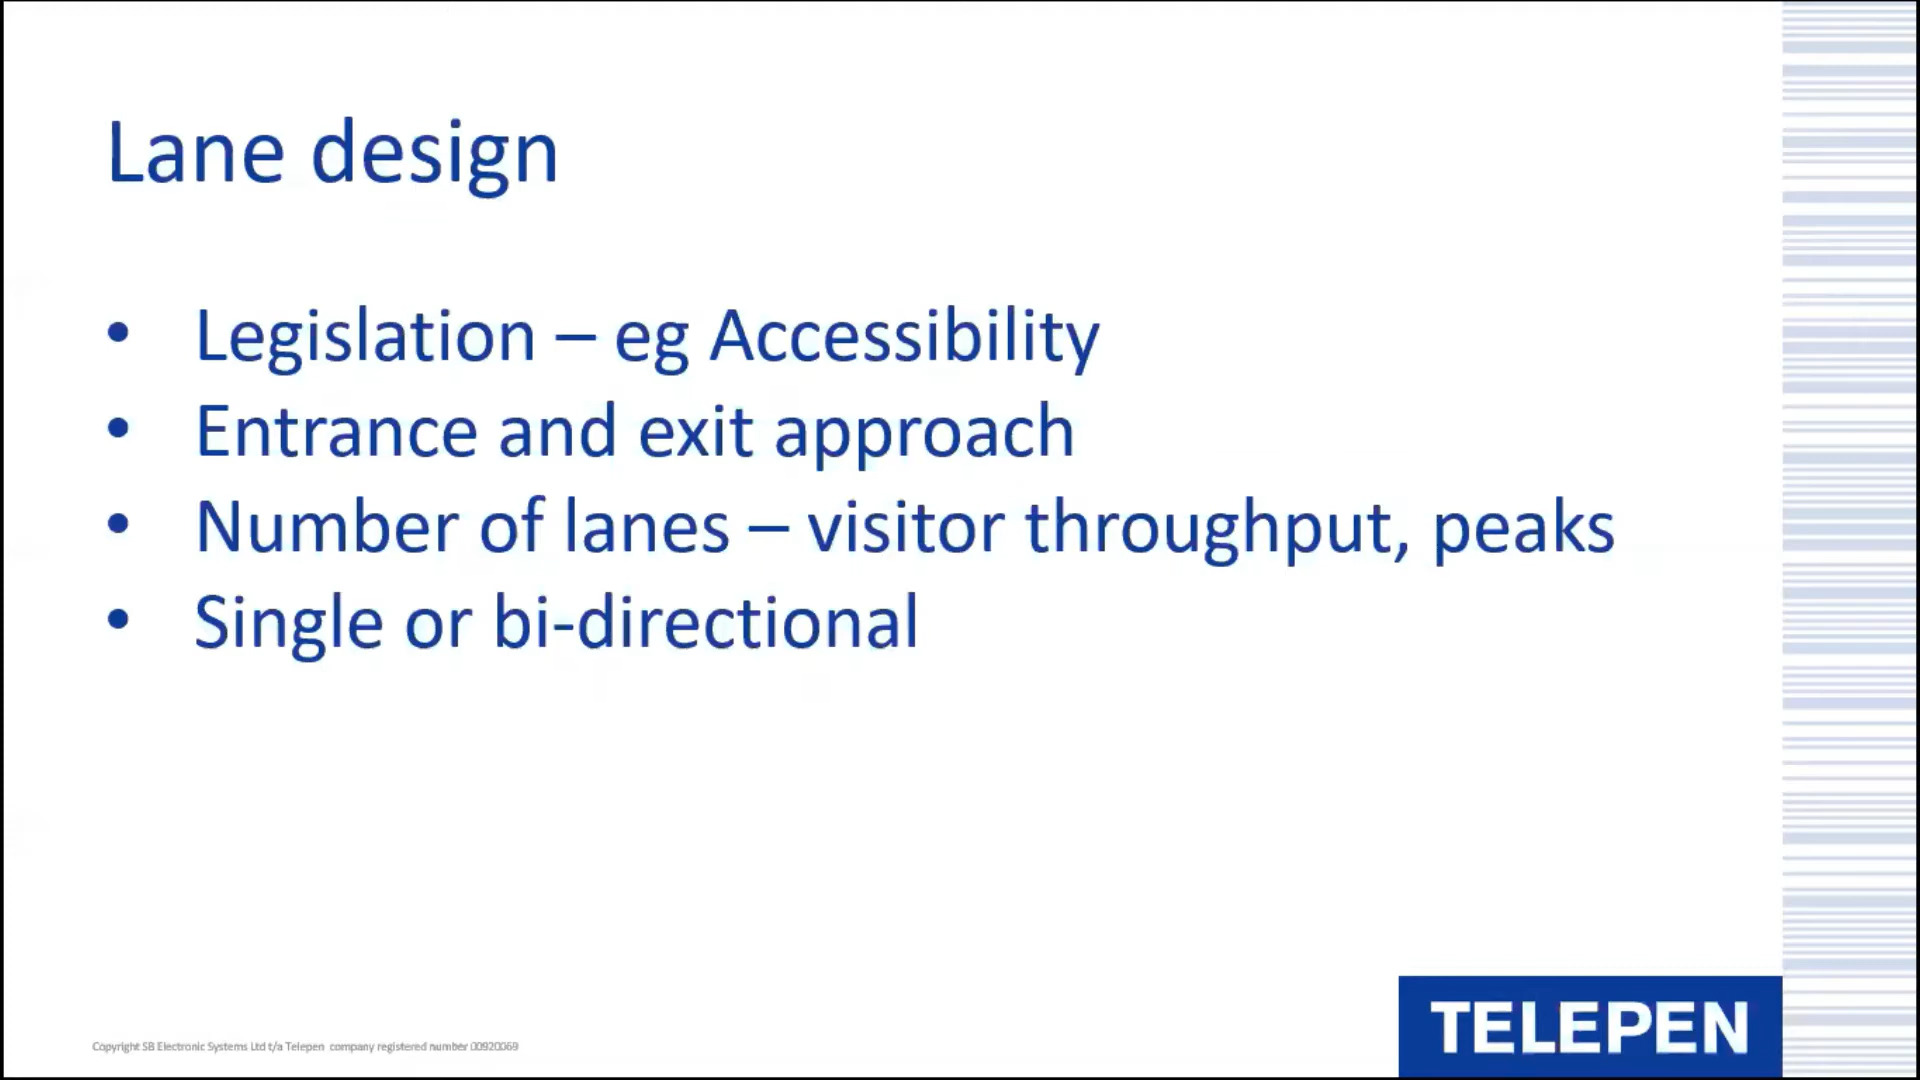 Lane design
• Legislation – eg Accessibility
• Entrance and exit approach
• Number of lanes – visitor throughput, peaks
• Single or bi-directional
Copyright SB Electronic Systems Ltd t/a Telepen company registered number 00920069
TELEPEN